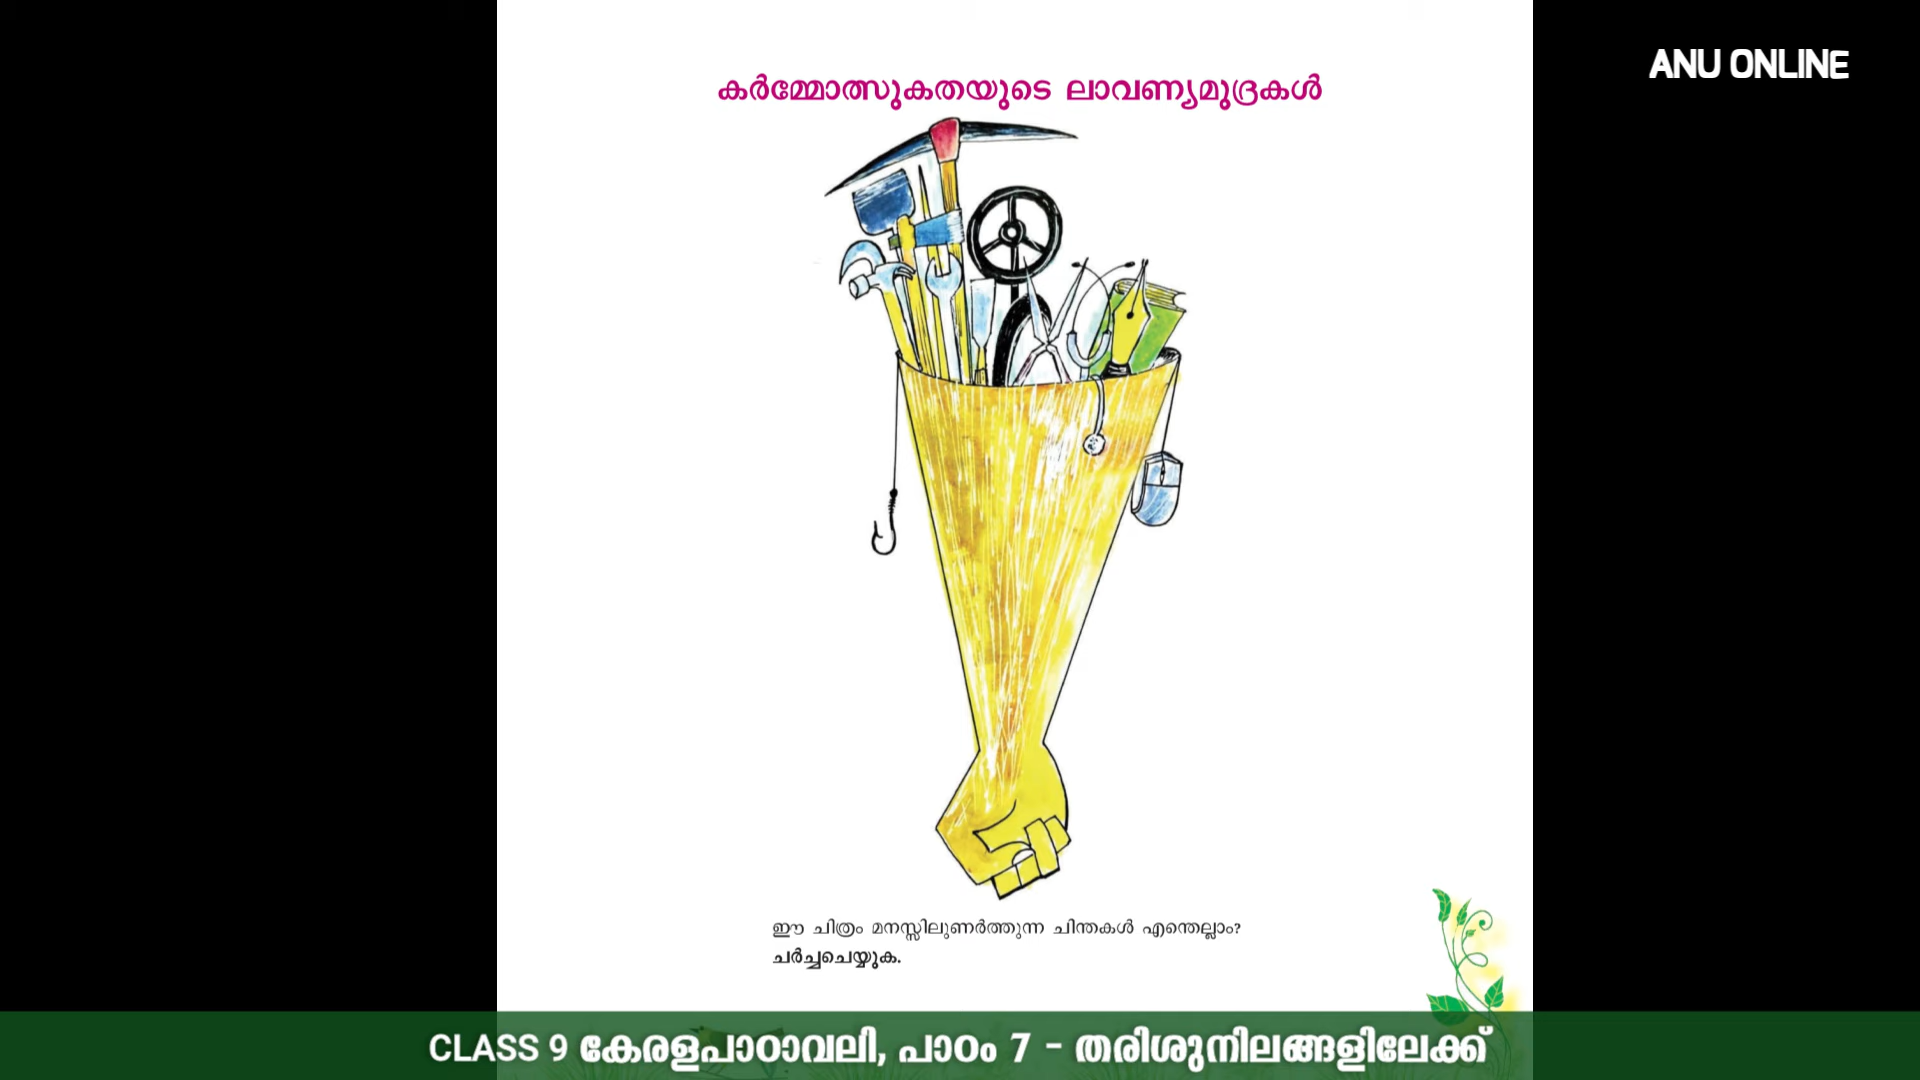 ANU ONLINE
കർമ്മോത്സുകതയുടെ ലാവണ്യമുദ്രകൾ
ഈ ചിത്രം മനസ്സിലുണർത്തുന്ന ചിന്തകൾ എന്തെല്ലാം?
ചർച്ചചെയ്യുക.
CLASS 9 കേരളപാഠാവലി, പാഠം 7 - തരിശുനിലങ്ങളിലേക്ക്